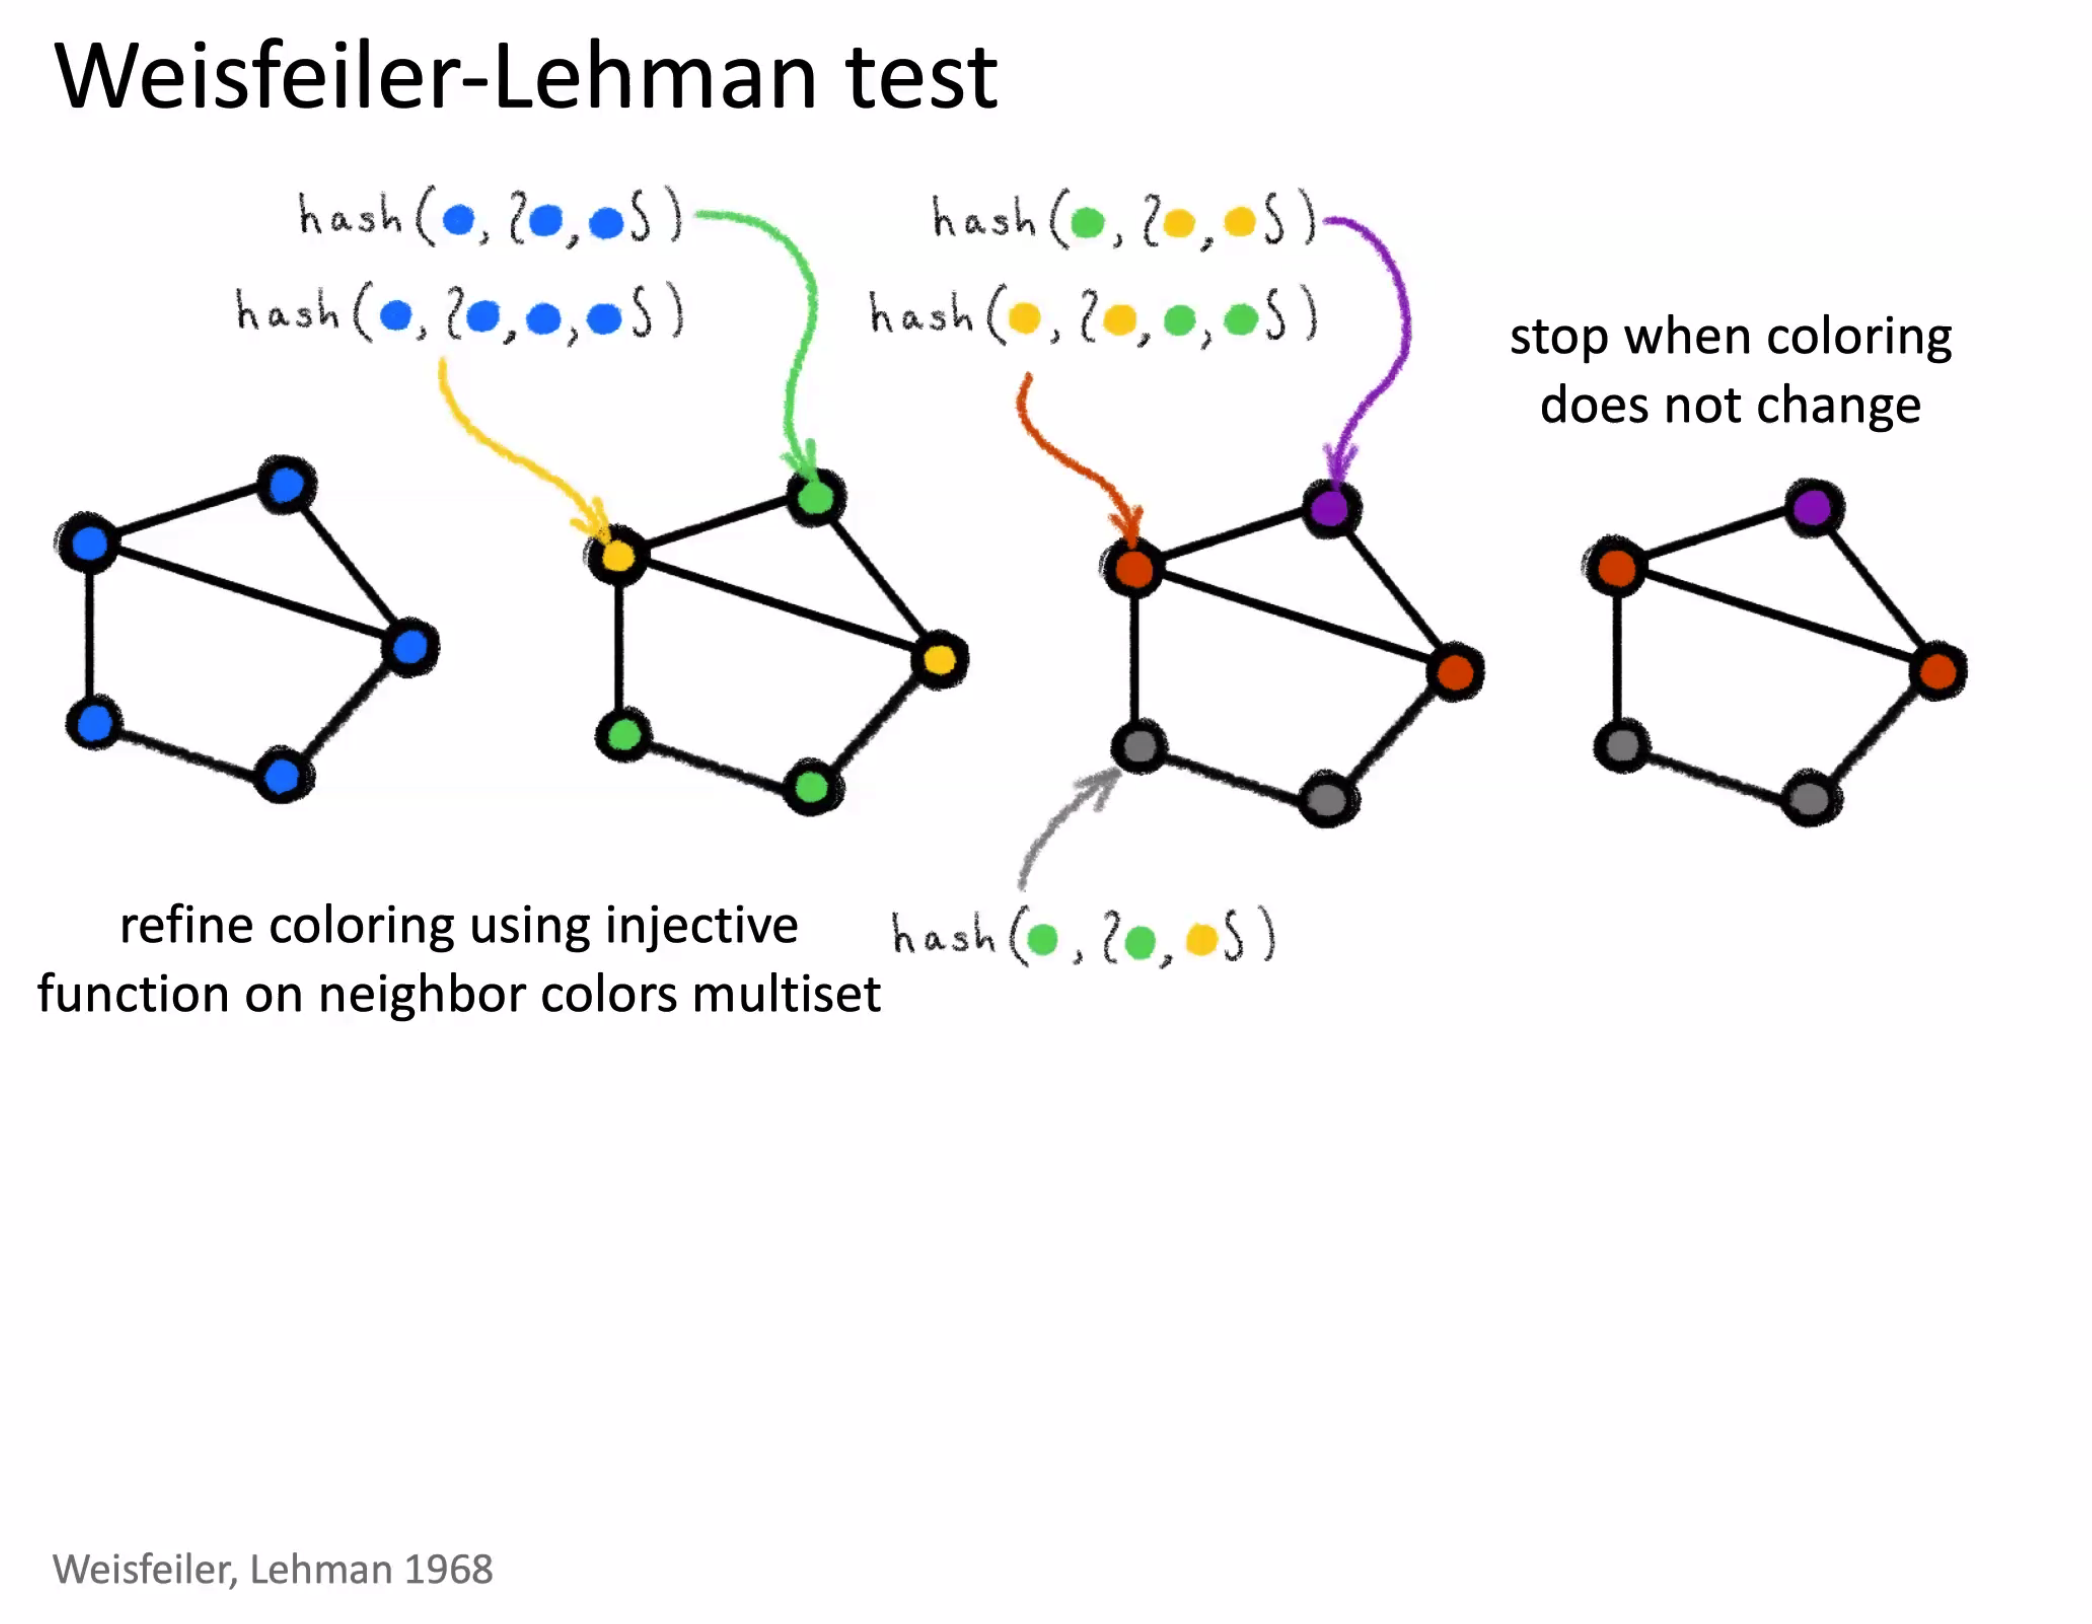 Weisfeiler-Lehman test
hash( , { , })
hash( , { , , })
hash( , { , })
hash( , { , , })
stop when coloring
does not change
refine coloring using injective
function on neighbor colors multiset
hash( , { , })
Weisfeiler, Lehman 1968